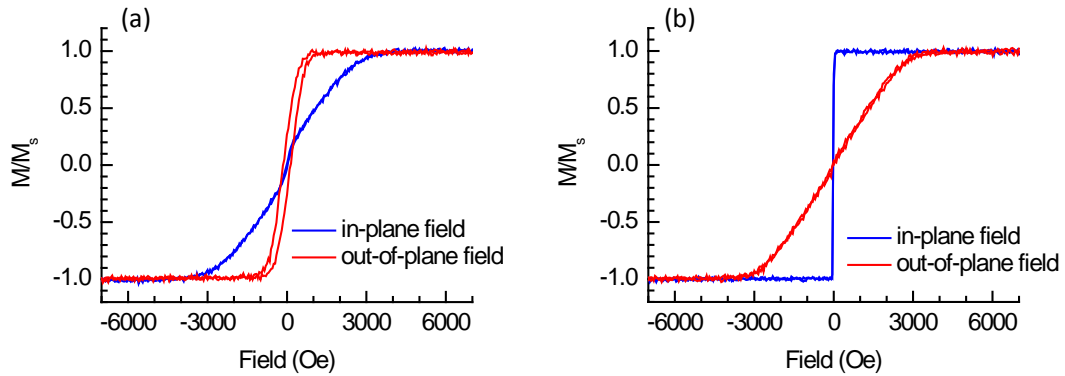 (a)
M/Ms
1.0
0.5
0.0
-0.5
-1.0
in-plane field
out-of-plane field
-6000 -3000 0 3000 6000
Field (Oe)
(b)
M/Ms
1.0
0.5
0.0
-0.5
-1.0
in-plane field
out-of-plane field
-6000 -3000 0 3000 6000
Field (Oe)